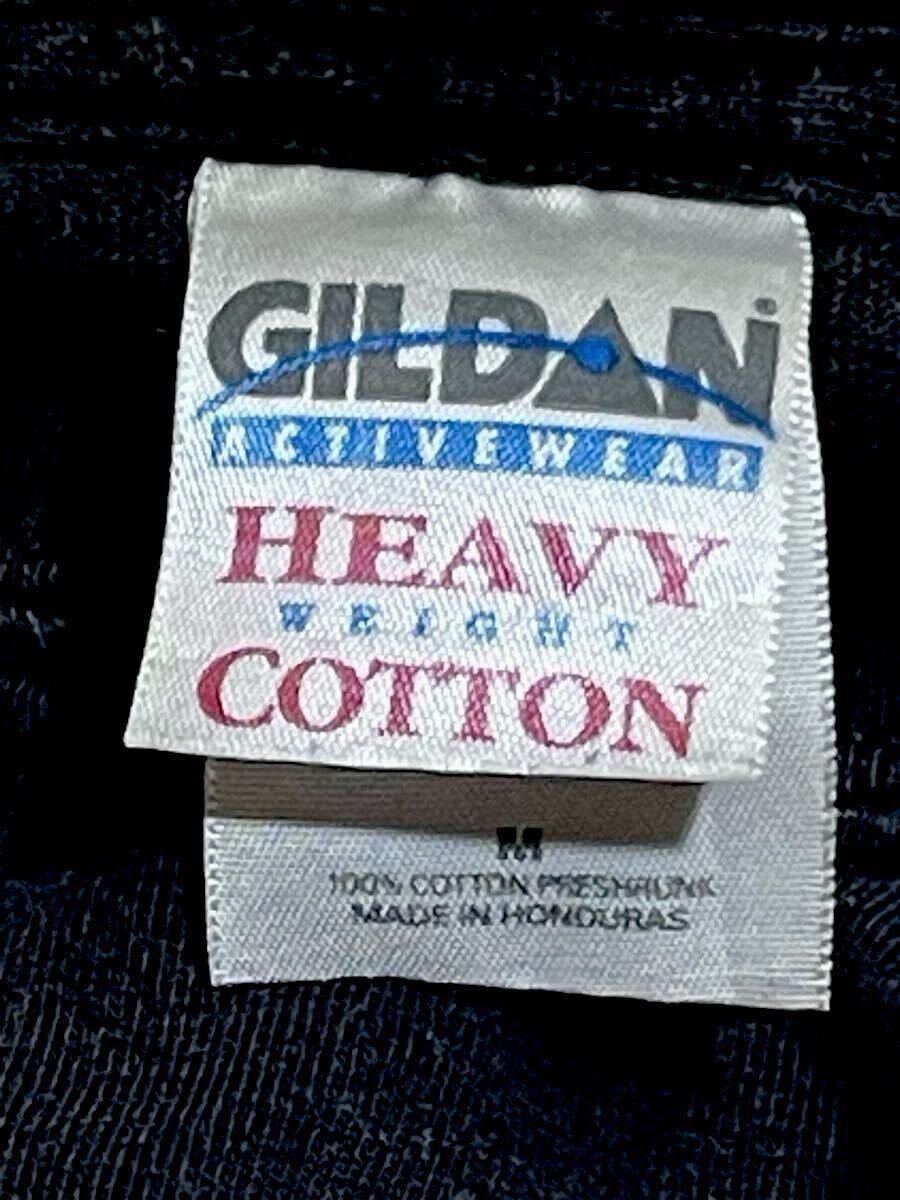 GILDAN®
ACTIVEWEAR
HEAVY
WEIGHT
COTTON
M
100% COTTON PRESHRUNK
MADE IN HONDURAS